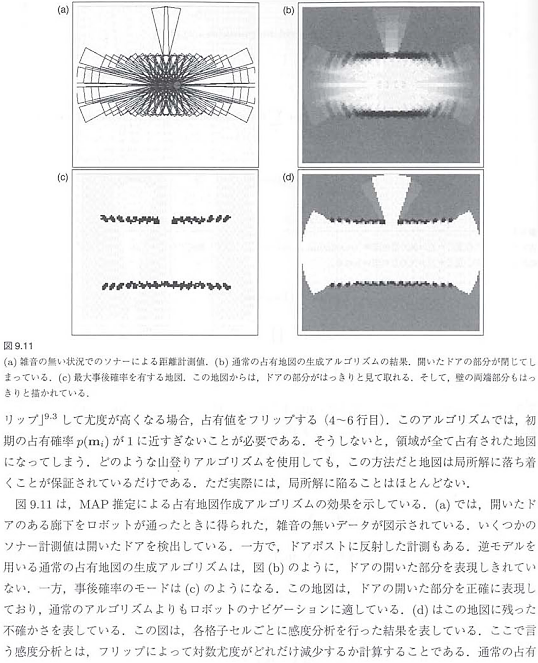 (a)
(b)
(c)
(d)
図 9.11
(a) 雑音の無い状況でのソナーによる距離計測値．(b) 通常の占有地図の生成アルゴリズムの結果．開いたドアの部分が閉じてし
まっている．(c) 最大事後確率を有する地図．この地図からは，ドアの部分がはっきりと見て取れる．そして，壁の両端部分もはっ
きりと描かれている．
リップ」9.3 して尤度が高くなる場合，占有値をフリップする（4〜6 行目）．このアルゴリズムでは，初
期の占有確率 p(mᵢ) が 1 に近すぎないことが必要である．そうしないと，領域が全て占有された地図
になってしまう．どのような山登りアルゴリズムを使用しても，この方法だと地図は局所解に落ち着
くことが保証されているだけである．ただ実際には，局所解に陥ることはほとんどない．
図 9.11 は，MAP 推定による占有地図作成アルゴリズムの効果を示している．(a) では，開いたド
アのある廊下をロボットが通ったときに得られた，雑音の無いデータが図示されている．いくつかの
ソナー計測値は開いたドアを検出している．一方で，ドアポストに反射した計測もある．逆モデルを
用いる通常の占有地図の生成アルゴリズムは，図 (b) のように，ドアの開いた部分を表現しきれてい
ない．一方，事後確率のモードは (c) のようになる．この地図は，ドアの開いた部分を正確に表現し
ており，通常のアルゴリズムよりもロボットのナビゲーションに適している．(d) はこの地図に残った
不確かさを表している．この図は，各格子セルごとに感度分析を行った結果を表している．ここで言
う感度分析とは，フリップによって対数尤度がどれだけ減少するか計算することである．通常の占有